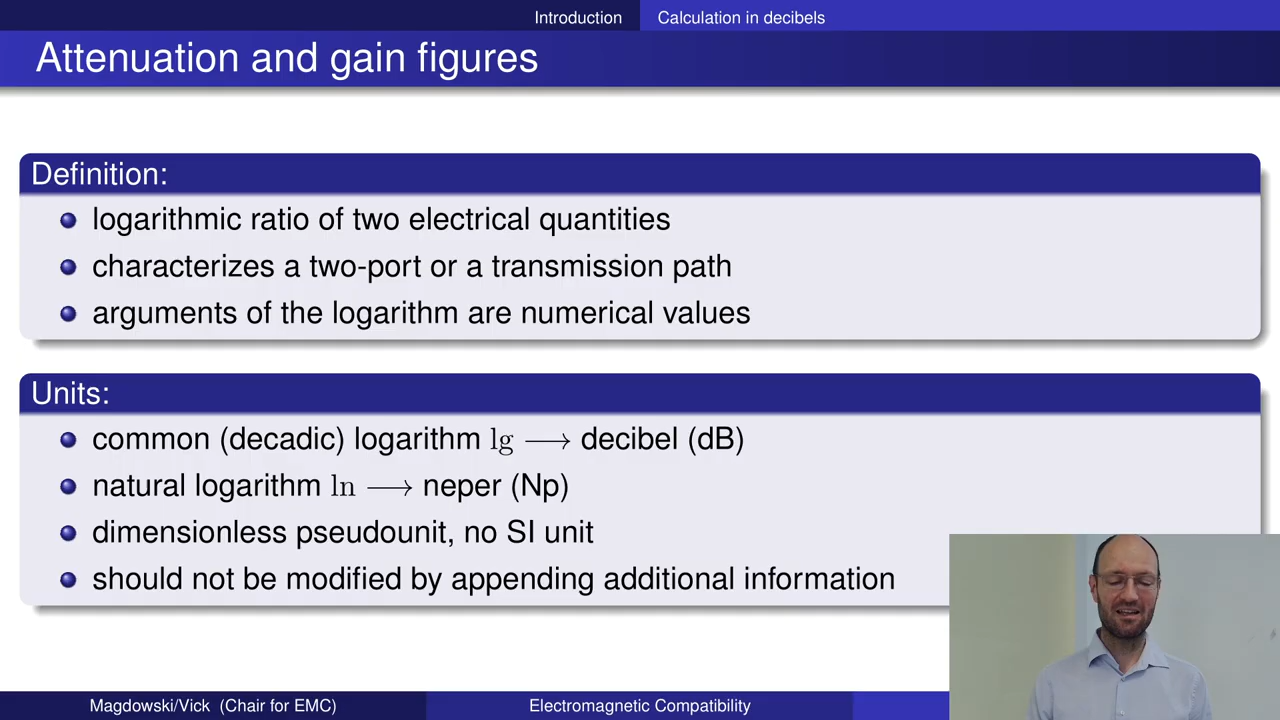 Introduction
Calculation in decibels
Attenuation and gain figures
Definition:
logarithmic ratio of two electrical quantities
characterizes a two-port or a transmission path
arguments of the logarithm are numerical values
Units:
common (decadic) logarithm lg ⟶ decibel (dB)
natural logarithm ln ⟶ neper (Np)
dimensionless pseudounit, no SI unit
should not be modified by appending additional information
Magdowski/Vick (Chair for EMC)
Electromagnetic Compatibility